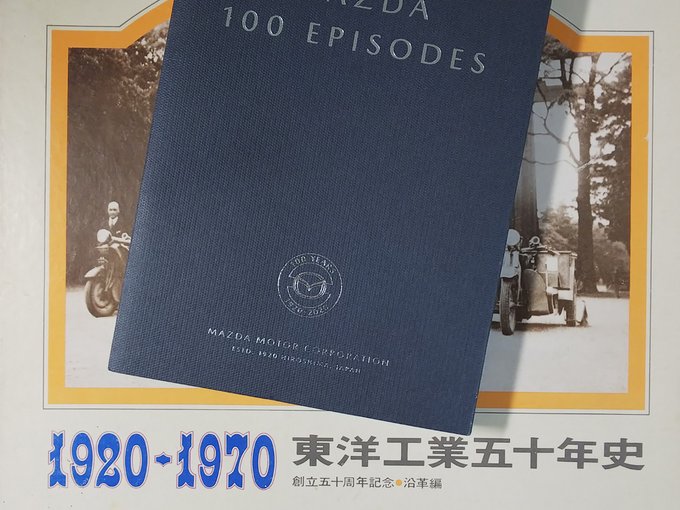 MAZDA
100 EPISODES
100 YEARS
1920-2020
MAZDA MOTOR CORPORATION
ESTD. 1920 HIROSHIMA, JAPAN
1920-1970 東洋工業五十年史
創立五十周年記念●沿革編